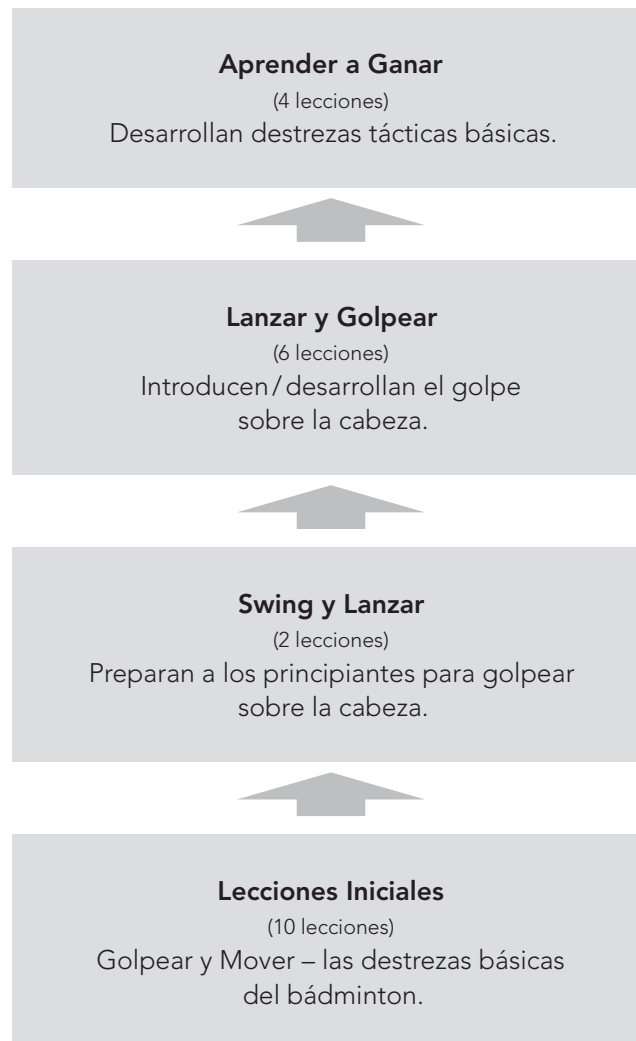 Aprender a Ganar
(4 lecciones)
Desarrollan destrezas tácticas básicas.
Lanzar y Golpear
(6 lecciones)
Introducen / desarrollan el golpe
sobre la cabeza.
Swing y Lanzar
(2 lecciones)
Preparan a los principiantes para golpear
sobre la cabeza.
Lecciones Iniciales
(10 lecciones)
Golpear y Mover – las destrezas básicas
del bádminton.